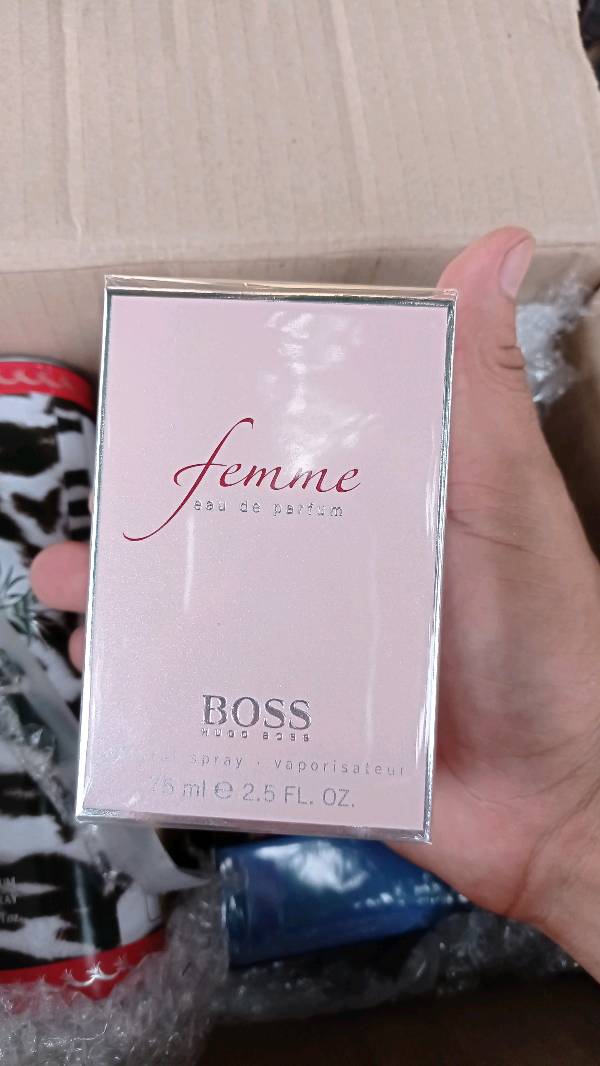 femme
eau de parfum
BOSS
HUGO BOSS
spray · vaporisateur
75 ml e 2.5 FL. OZ.